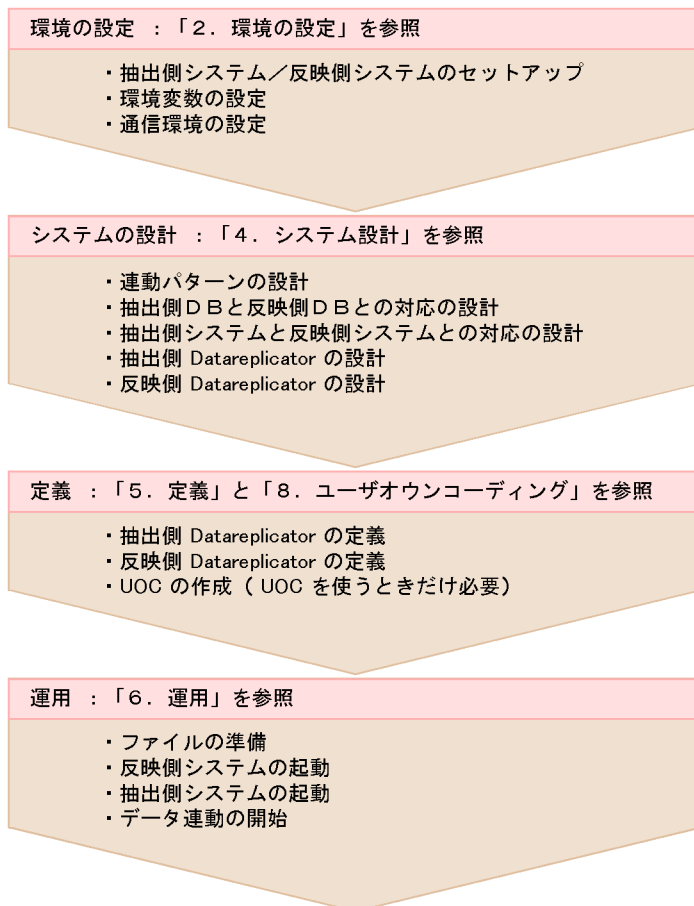 環境の設定 ：「２．環境の設定」を参照
・抽出側システム／反映側システムのセットアップ
・環境変数の設定
・通信環境の設定
システムの設計 ：「４．システム設計」を参照
・連動パターンの設計
・抽出側ＤＢと反映側ＤＢとの対応の設計
・抽出側システムと反映側システムとの対応の設計
・抽出側 Datareplicator の設計
・反映側 Datareplicator の設計
定義 ：「５．定義」と「８．ユーザオウンコーディング」を参照
・抽出側 Datareplicator の定義
・反映側 Datareplicator の定義
・UOC の作成（ UOC を使うときだけ必要）
運用 ：「６．運用」を参照
・ファイルの準備
・反映側システムの起動
・抽出側システムの起動
・データ連動の開始